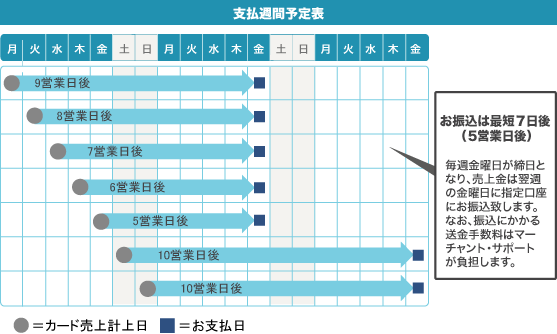 支払週間予定表
月 火 水 木 金 土 日 月 火 水 木 金 土 日 月 火 水 木 金
9営業日後
8営業日後
7営業日後
6営業日後
5営業日後
10営業日後
10営業日後
お振込は最短7日後
(5営業日後)
毎週金曜日が締日と
なり、売上金は翌週
の金曜日に指定口座
にお振込致します。
なお、振込にかかる
送金手数料はマー
チャント・サポート
が負担します。
=カード売上計上日 =お支払日